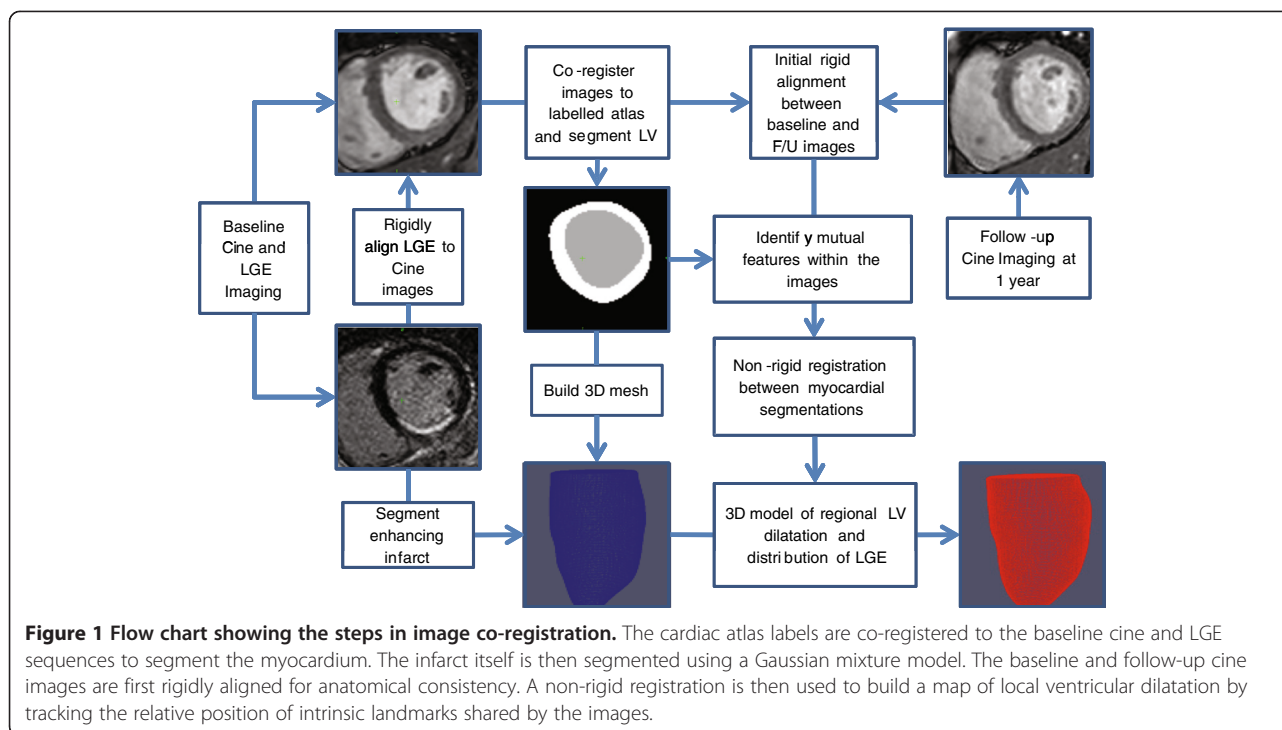 Co -register
images to
labelled atlas
and segment LV
Initial rigid
alignment
between
baseline and
F/U images
Baseline
Cine and
LGE
Imaging
Rigidly
align LGE to
Cine
images
Identif y mutual
features within the
images
Follow -up
Cine Imaging at
1 year
Build 3D mesh
Non -rigid registration
between myocardial
segmentations
Segment
enhancing
infarct
3D model of regional LV
dilatation and
distribution of LGE
Figure 1 Flow chart showing the steps in image co-registration. The cardiac atlas labels are co-registered to the baseline cine and LGE
sequences to segment the myocardium. The infarct itself is then segmented using a Gaussian mixture model. The baseline and follow-up cine
images are first rigidly aligned for anatomical consistency. A non-rigid registration is then used to build a map of local ventricular dilatation by
tracking the relative position of intrinsic landmarks shared by the images.